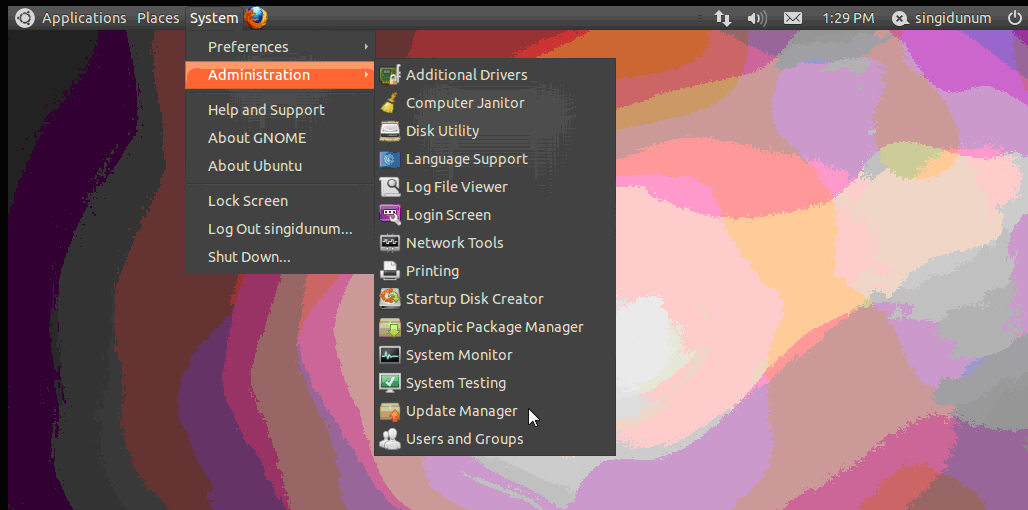 Applications Places System 1:29 PM singidunum
Preferences
Administration
Help and Support
About GNOME
About Ubuntu
Lock Screen
Log Out singidunum...
Shut Down...
Additional Drivers
Computer Janitor
Disk Utility
Language Support
Log File Viewer
Login Screen
Network Tools
Printing
Startup Disk Creator
Synaptic Package Manager
System Monitor
System Testing
Update Manager
Users and Groups